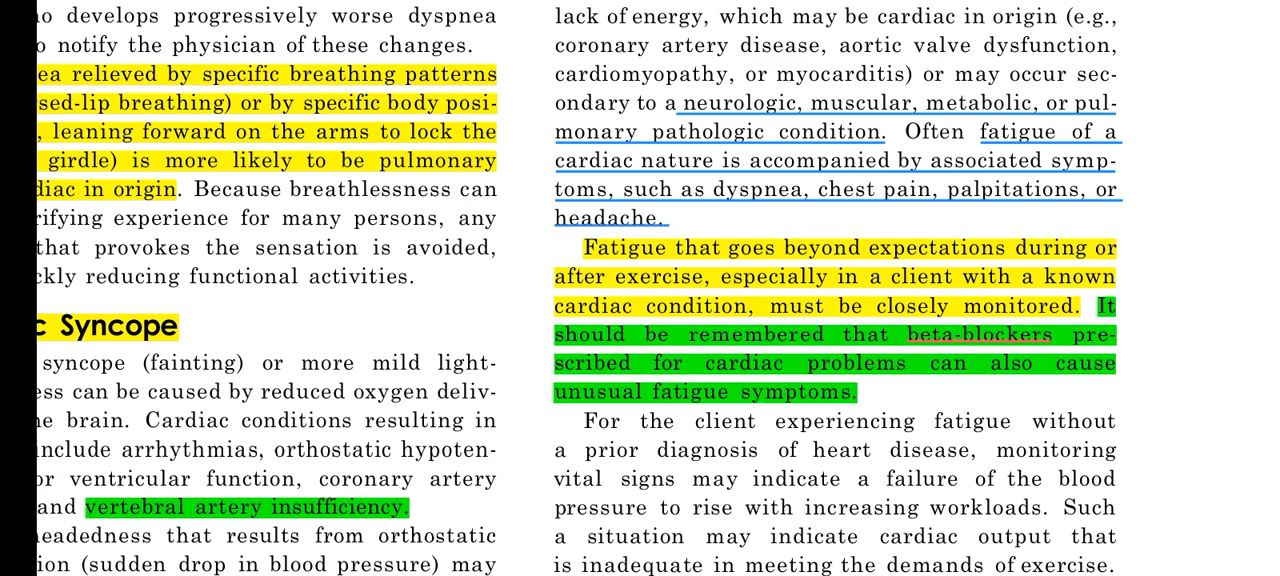 develops progressively worse dyspnea
notify the physician of these changes.
relieved by specific breathing patterns
breathing) or by specific body posi-
, leaning forward on the arms to lock the
girdle) is more likely to be pulmonary
in origin. Because breathlessness can
experience for many persons, any
that provokes the sensation is avoided,
reducing functional activities.
c Syncope
syncope (fainting) or more mild light-
can be caused by reduced oxygen deliv-
brain. Cardiac conditions resulting in
include arrhythmias, orthostatic hypoten-
ventricular function, coronary artery
and vertebral artery insufficiency.
that results from orthostatic
(sudden drop in blood pressure) may
lack of energy, which may be cardiac in origin (e.g.,
coronary artery disease, aortic valve dysfunction,
cardiomyopathy, or myocarditis) or may occur sec-
ondary to a neurologic, muscular, metabolic, or pul-
monary pathologic condition. Often fatigue of a
cardiac nature is accompanied by associated symp-
toms, such as dyspnea, chest pain, palpitations, or
headache.
Fatigue that goes beyond expectations during or
after exercise, especially in a client with a known
cardiac condition, must be closely monitored. It
should be remembered that beta-blockers pre-
scribed for cardiac problems can also cause
unusual fatigue symptoms.
For the client experiencing fatigue without
a prior diagnosis of heart disease, monitoring
vital signs may indicate a failure of the blood
pressure to rise with increasing workloads. Such
a situation may indicate cardiac output that
is inadequate in meeting the demands of exercise.